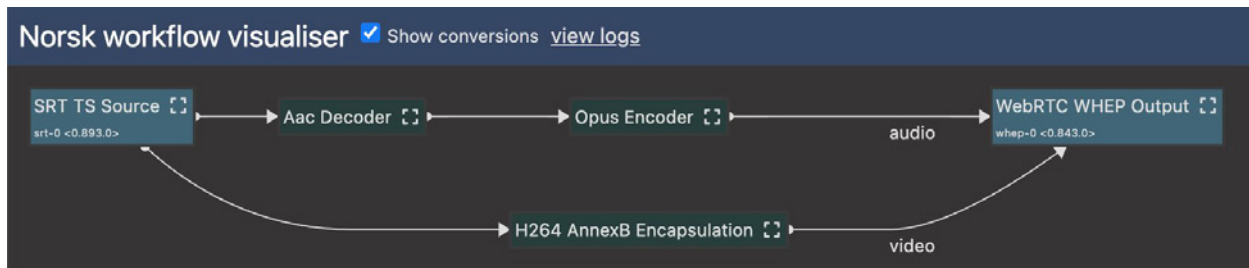 Norsk workflow visualiser Show conversions view logs
SRT TS Source
srt-0 <0.893.0>
Aac Decoder
Opus Encoder
audio
WebRTC WHEP Output
whep-0 <0.843.0>
H264 AnnexB Encapsulation
video